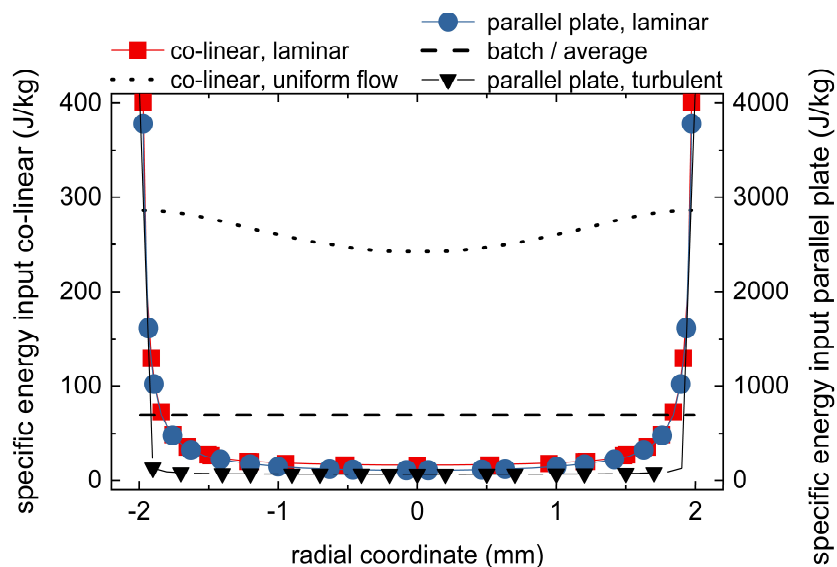 parallel plate, laminar
co-linear, laminar
batch / average
co-linear, uniform flow
parallel plate, turbulent
specific energy input co-linear (J/kg)
400
300
200
100
0
4000
3000
2000
1000
0
specific energy input parallel plate (J/kg)
-2 -1 0 1 2
radial coordinate (mm)